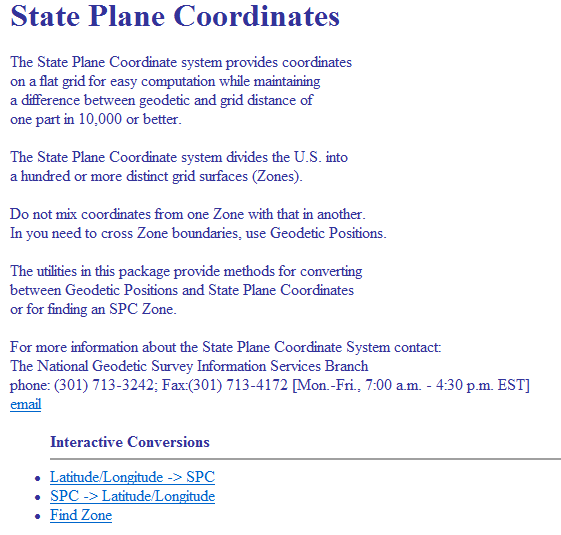 State Plane Coordinates
The State Plane Coordinate system provides coordinates
on a flat grid for easy computation while maintaining
a difference between geodetic and grid distance of
one part in 10,000 or better.
The State Plane Coordinate system divides the U.S. into
a hundred or more distinct grid surfaces (Zones).
Do not mix coordinates from one Zone with that in another.
In you need to cross Zone boundaries, use Geodetic Positions.
The utilities in this package provide methods for converting
between Geodetic Positions and State Plane Coordinates
or for finding an SPC Zone.
For more information about the State Plane Coordinate System contact:
The National Geodetic Survey Information Services Branch
phone: (301) 713-3242; Fax:(301) 713-4172 [Mon.-Fri., 7:00 a.m. - 4:30 p.m. EST]
email
Interactive Conversions
• Latitude/Longitude -> SPC
• SPC -> Latitude/Longitude
• Find Zone